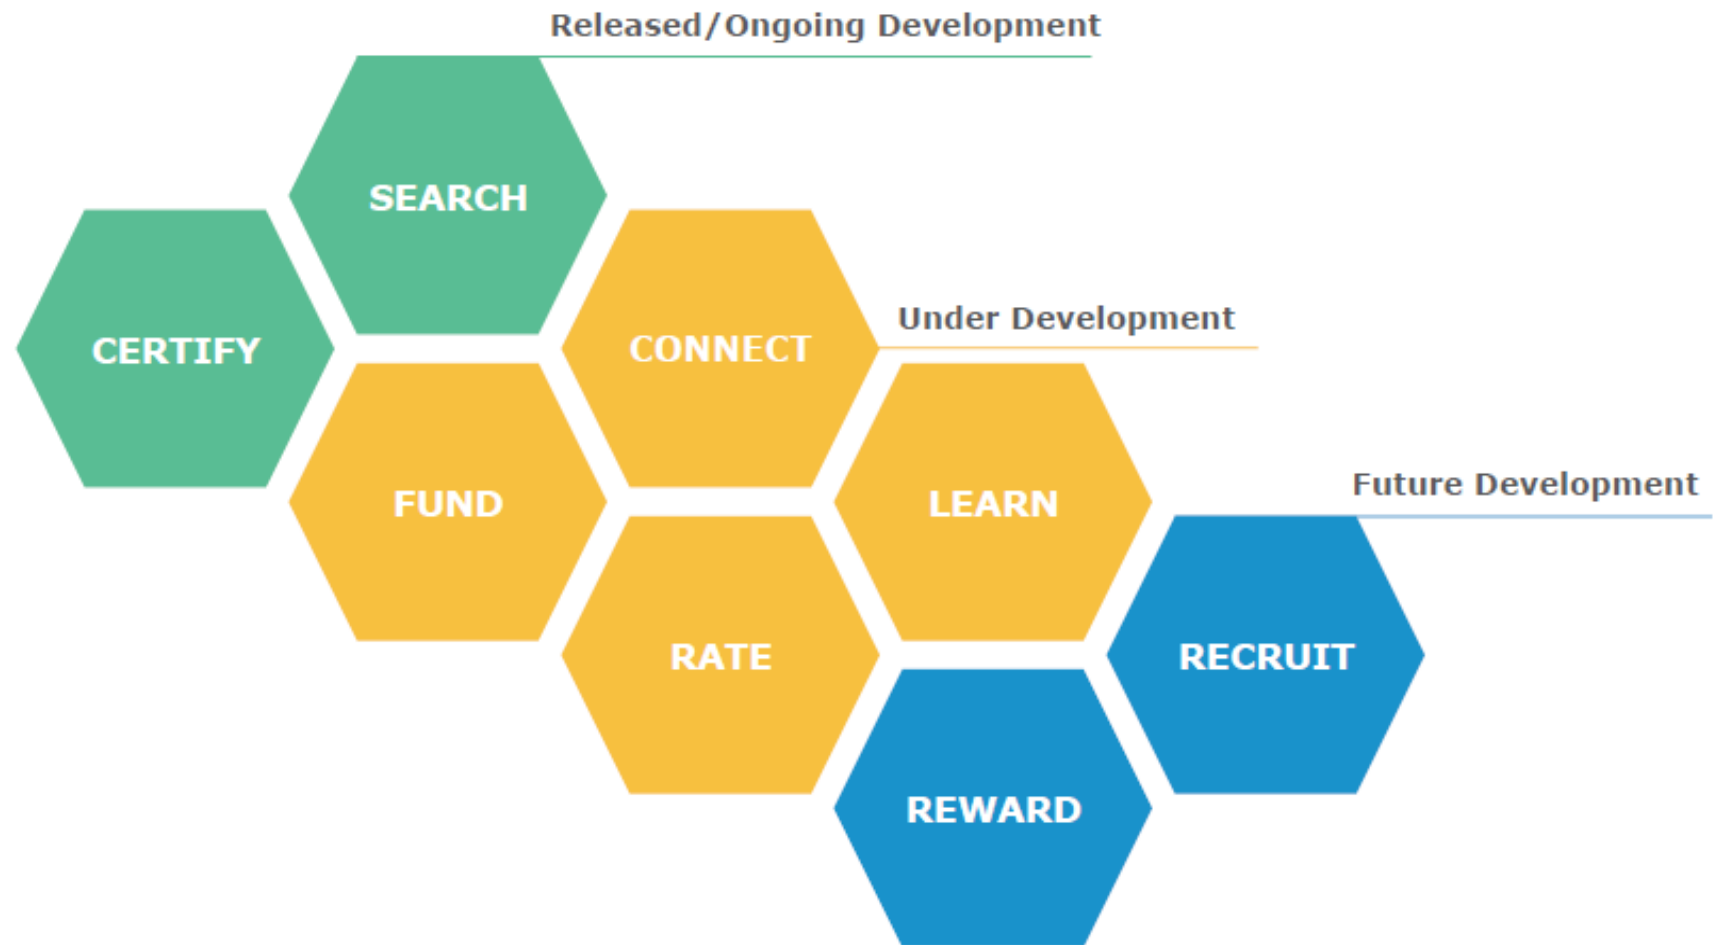 Released/Ongoing Development
SEARCH
CERTIFY
CONNECT
Under Development
FUND
LEARN
Future Development
RATE
RECRUIT
REWARD